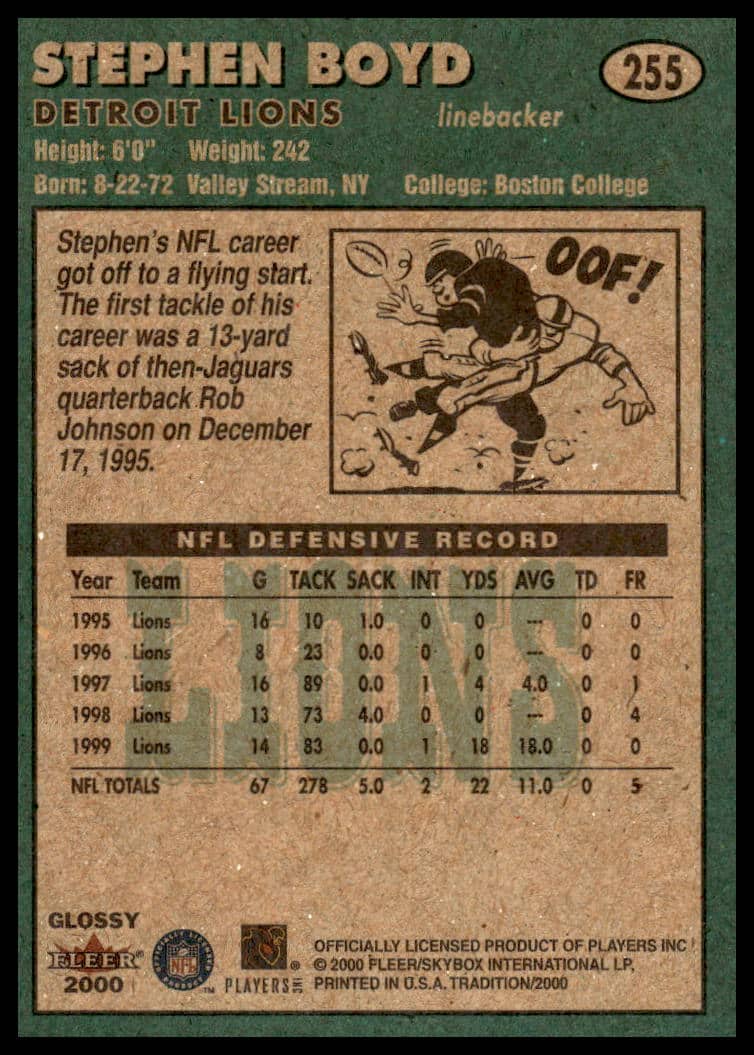 STEPHEN BOYD
255
DETROIT LIONS linebacker
Height: 6'0" Weight: 242
Born: 8-22-72 Valley Stream, NY College: Boston College
Stephen's NFL career
got off to a flying start.
The first tackle of his
career was a 13-yard
sack of then-Jaguars
quarterback Rob
Johnson on December
17, 1995.
OOF!
NFL DEFENSIVE RECORD
LIONS
Year Team G TACK SACK INT YDS AVG TD FR
1995 Lions 16 10 1.0 0 0 --- 0 0
1996 Lions 8 23 0.0 0 0 --- 0 0
1997 Lions 16 89 0.0 1 4 4.0 0 1
1998 Lions 13 73 4.0 0 0 --- 0 4
1999 Lions 14 83 0.0 1 18 18.0 0 0
NFL TOTALS 67 278 5.0 2 22 11.0 0 5
GLOSSY
FLEER®
2000
NFL
™
PLAYERS INC
®
OFFICIALLY LICENSED PRODUCT OF PLAYERS INC
© 2000 FLEER/SKYBOX INTERNATIONAL LP,
PRINTED IN U.S.A. TRADITION/2000